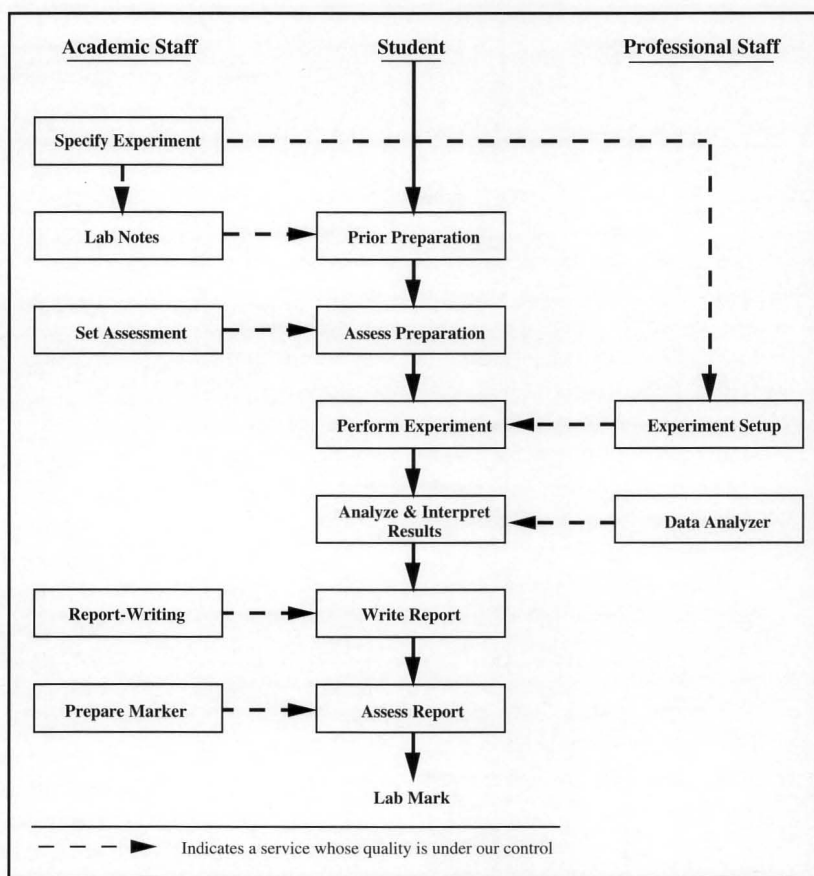 Academic Staff
Student
Professional Staff
Specify Experiment
Lab Notes
Prior Preparation
Set Assessment
Assess Preparation
Perform Experiment
Experiment Setup
Analyze & Interpret
Results
Data Analyzer
Report-Writing
Write Report
Prepare Marker
Assess Report
Lab Mark
Indicates a service whose quality is under our control